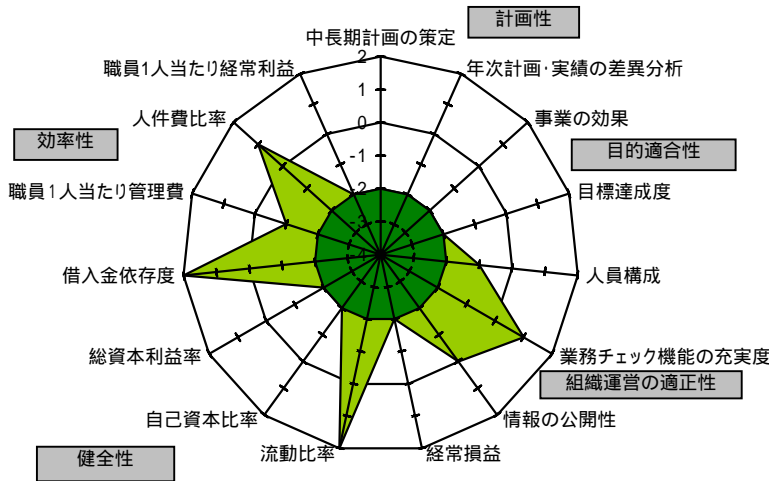 計画性
中長期計画の策定
職員1人当たり経常利益
年次計画・実績の差異分析
人件費比率
事業の効果
効率性
目的適合性
職員1人当たり管理費
目標達成度
借入金依存度
人員構成
総資本利益率
業務チェック機能の充実度
組織運営の適正性
自己資本比率
情報の公開性
流動比率
経常損益
健全性
2
1
0
-1
-2
-3
-4